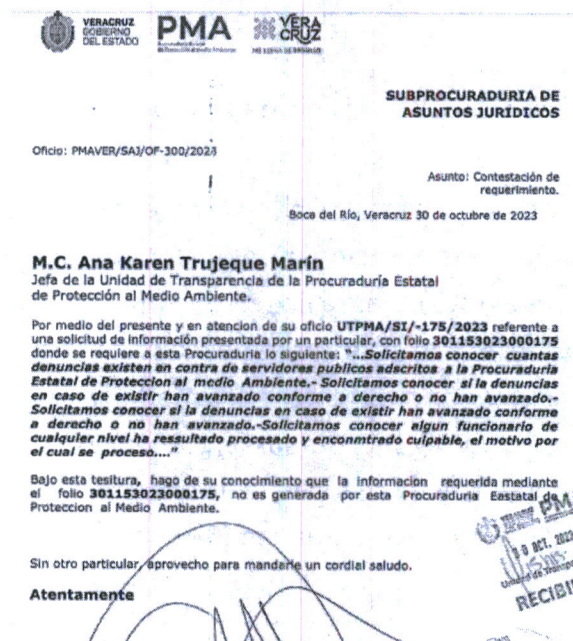 VERACRUZ
GOBIERNO
DEL ESTADO
PMA
VERA
CRUZ
SUBPROCURADURIA DE
ASUNTOS JURIDICOS
Oficio: PMAVER/SAJ/OF-300/2023
Asunto: Contestación de
requerimiento.
Boca del Río, Veracruz 30 de octubre de 2023
M.C. Ana Karen Trujeque Marín
Jefa de la Unidad de Transparencia de la Procuraduría Estatal
de Protección al Medio Ambiente.
Por medio del presente y en atencion de su oficio UTPMA/SI/-175/2023 referente a
una solicitud de información presentada por un particular, con folio 301153023000175
donde se requiere a esta Procuraduria lo siguiente: "...Solicitamos conocer cuantas
denuncias existen en contra de servidores publicos adscritos a la Procuraduria
Estatal de Proteccion al medio Ambiente.- Solicitamos conocer si la denuncias
en caso de existir han avanzado conforme a derecho o no han avanzado.-
Solicitamos conocer si la denuncias en caso de existir han avanzado conforme
a derecho o no han avanzado.-Solicitamos conocer algun funcionario de
cualquier nivel ha ressultado procesado y enconmtrado culpable, el motivo por
el cual se proceso...."
Bajo esta tesitura, hago de su conocimiento que la informacion requerida mediante
el folio 301153023000175, no es generada por esta Procuraduria Eastatal de
Proteccion al Medio Ambiente.
PM
30 OCT. 2023
Unidad de Transp
RECIBI
Sin otro particular, aprovecho para mandarle un cordial saludo.
Atentamente